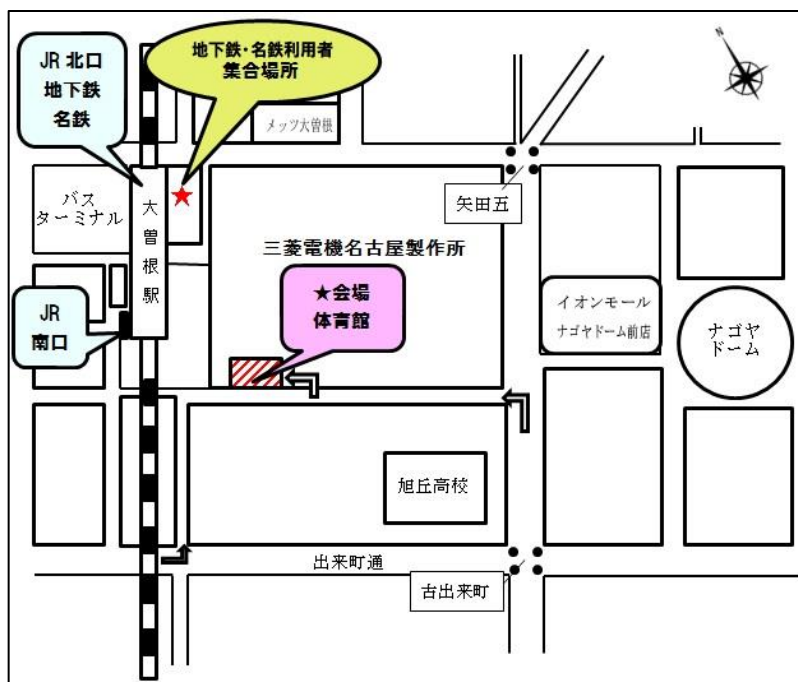 N
JR 北口
地下鉄
名鉄
地下鉄・名鉄利用者
集合場所
メッツ大曽根
バス
ターミナル
大曽根駅
矢田五
三菱電機名古屋製作所
★会場
体育館
JR
南口
イオンモール
ナゴヤドーム前店
ナゴヤ
ドーム
旭丘高校
出来町通
古出来町